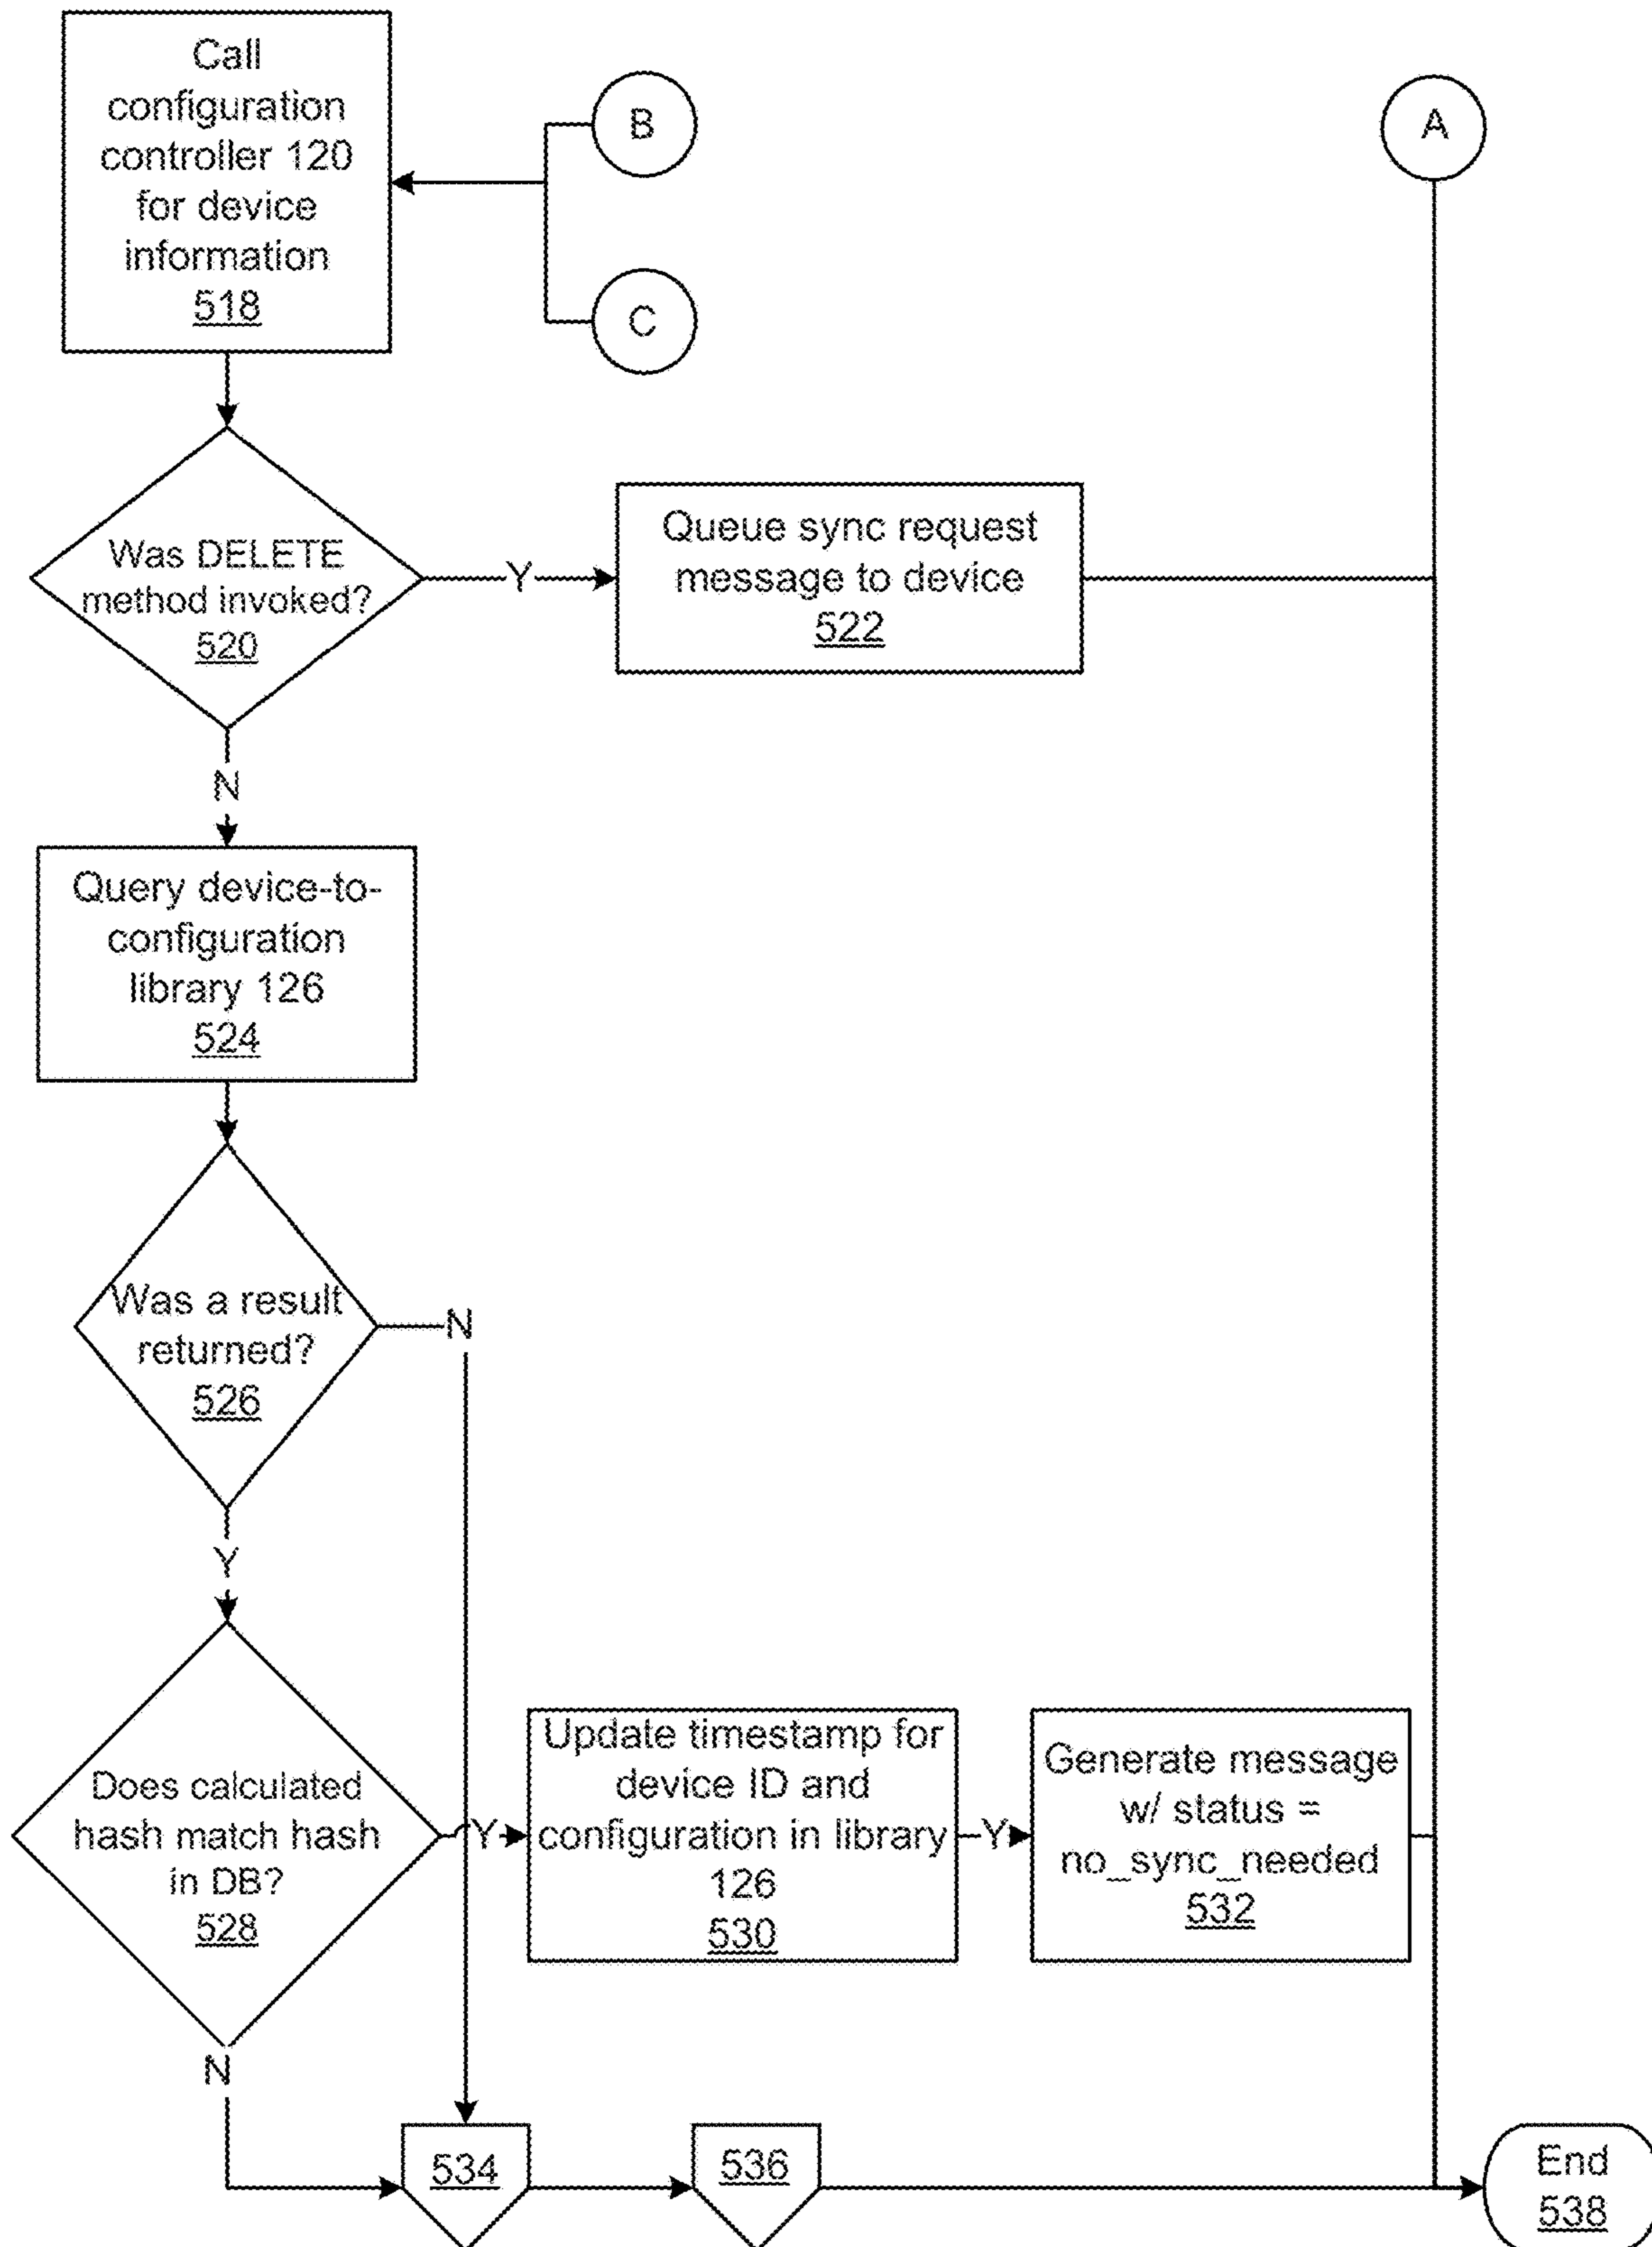 Call
configuration
controller 120
for device
information
518
B
C
A
Was DELETE
method invoked?
520
Y
Queue sync request
message to device
522
N
Query device-to-
configuration
library 126
524
Was a result
returned?
526
N
Y
Does calculated
hash match hash
in DB?
528
Y
Update timestamp for
device ID and
configuration in library
126
530
Y
Generate message
w/ status =
no_sync_needed
532
N
534
536
End
538